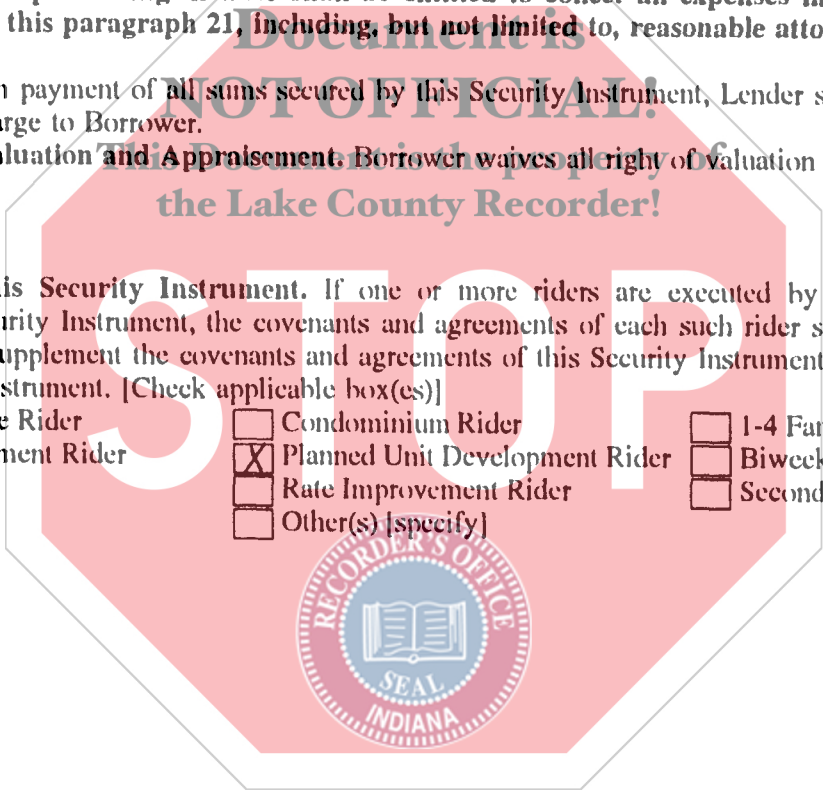 this paragraph 21, including, but not limited to, reasonable atto
Document is
NOT OFFICIAL!
This Document is the property of
the Lake County Recorder!
payment of all sums secured by this Security Instrument, Lender s
arge to Borrower.
aluation and Appraisement. Borrower waives all right of valuation
is Security Instrument. If one or more riders are executed by
urity Instrument, the covenants and agreements of each such rider s
upplement the covenants and agreements of this Security Instrument
strument. [Check applicable box(es)]
e Rider Condominium Rider 1-4 Fam
ment Rider X Planned Unit Development Rider Biweek
Rate Improvement Rider Second
Other(s) [specify]
STOP
RECORDER'S OFFICE
SEAL
INDIANA